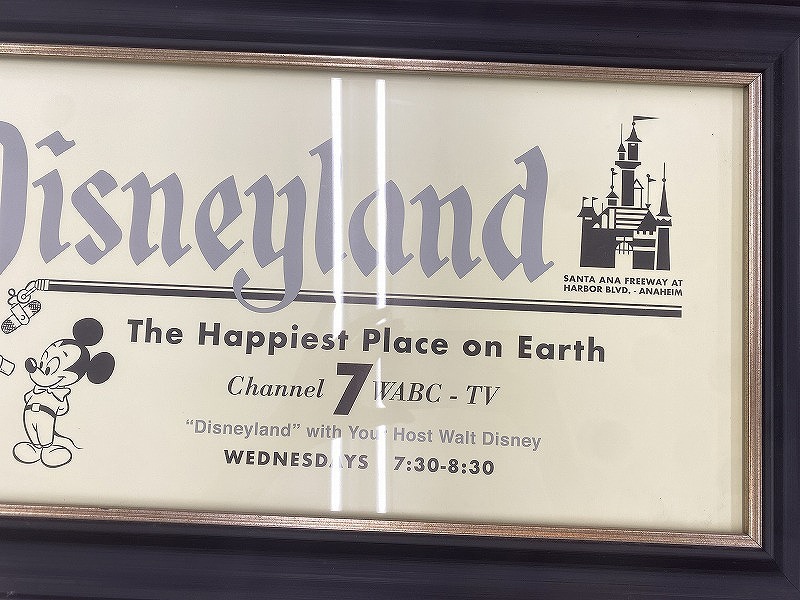 Disneyland
SANTA ANA FREEWAY AT
HARBOR BLVD. - ANAHEIM
The Happiest Place on Earth
Channel 7 WABC - TV
“Disneyland” with Your Host Walt Disney
WEDNESDAYS 7:30-8:30